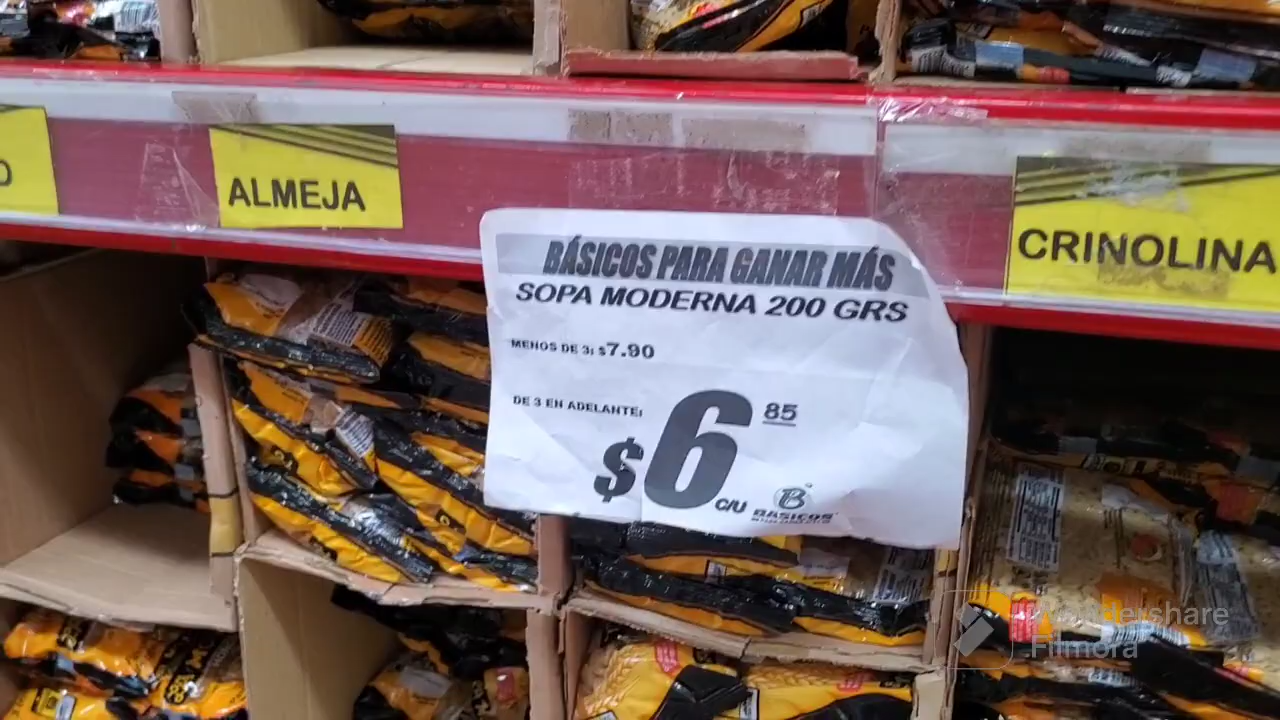 ALMEJA
CRINOLINA
BÁSICOS PARA GANAR MÁS
SOPA MODERNA 200 GRS
MENOS DE 3: $7.90
DE 3 EN ADELANTE:
$6 85
C/U
B
BASICOS
Wondershare
Filmora